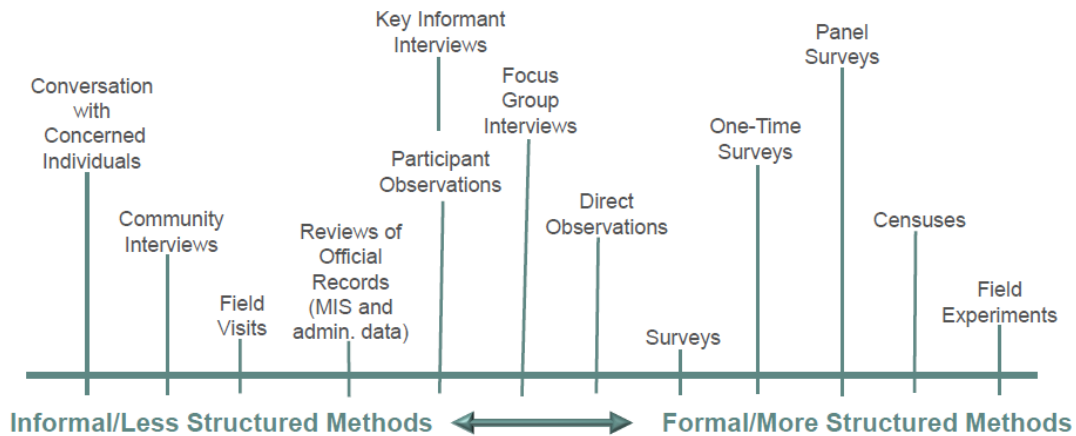 Conversation
with
Concerned
Individuals
Community
Interviews
Field
Visits
Reviews of
Official
Records
(MIS and
admin. data)
Key Informant
Interviews
Participant
Observations
Focus
Group
Interviews
Direct
Observations
Surveys
One-Time
Surveys
Panel
Surveys
Censuses
Field
Experiments
Informal/Less Structured Methods
Formal/More Structured Methods